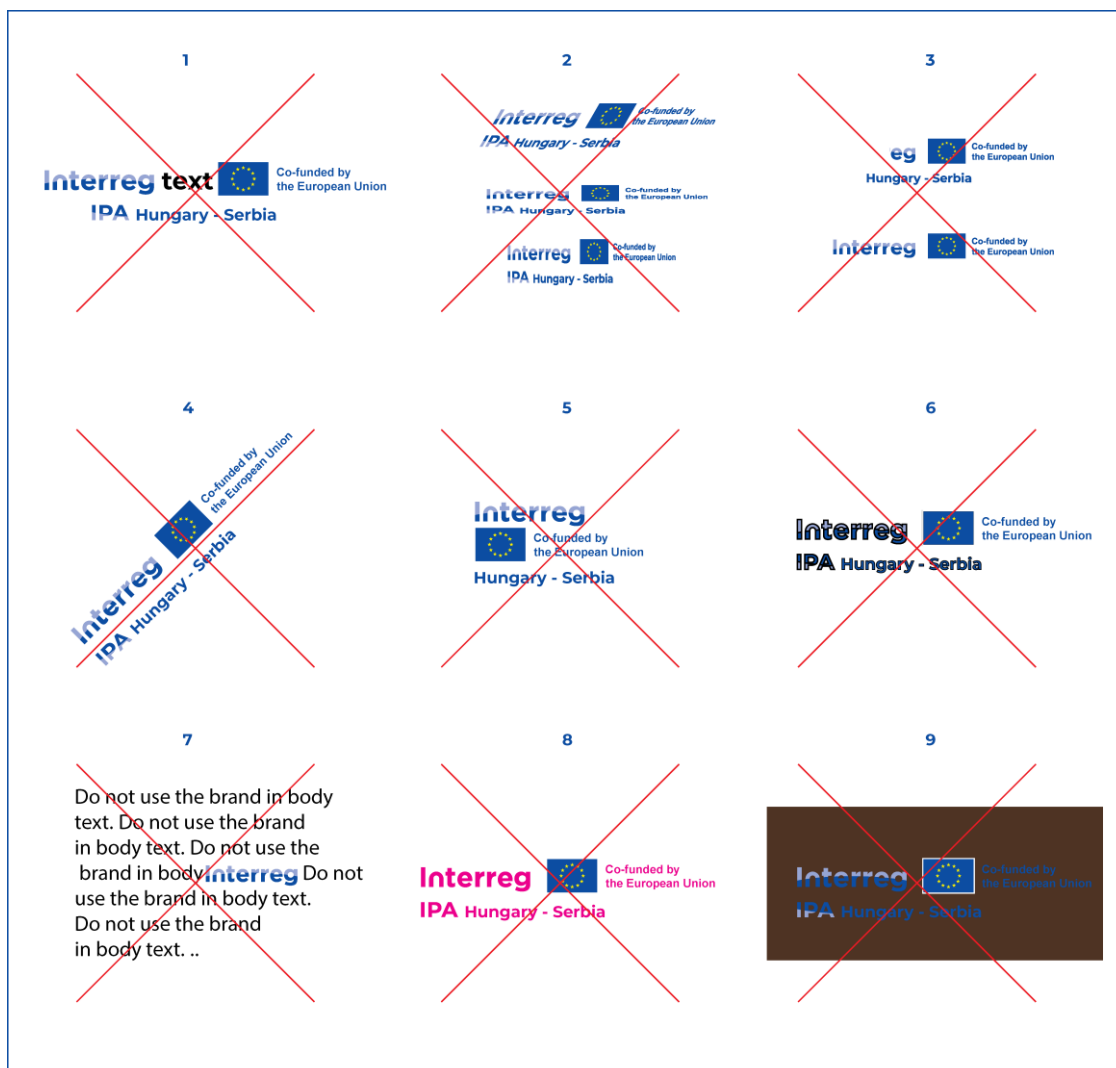 1
Interreg text Co-funded by
the European Union
IPA Hungary - Serbia
2
Interreg Co-funded by
the European Union
IPA Hungary - Serbia
Interreg Co-funded by
the European Union
IPA Hungary - Serbia
Interreg Co-funded by
the European Union
IPA Hungary - Serbia
3
eg Co-funded by
the European Union
Hungary - Serbia
Interreg Co-funded by
the European Union
4
Interreg Co-funded by
the European Union
IPA Hungary - Serbia
5
Interreg
Co-funded by
the European Union
Hungary - Serbia
6
Interreg Co-funded by
the European Union
IPA Hungary - Serbia
7
Do not use the brand in body
text. Do not use the brand
in body text. Do not use the
brand in body Interreg Do not
use the brand in body text.
Do not use the brand
in body text. ..
8
Interreg Co-funded by
the European Union
IPA Hungary - Serbia
9
Interreg Co-funded by
the European Union
IPA Hungary - Serbia